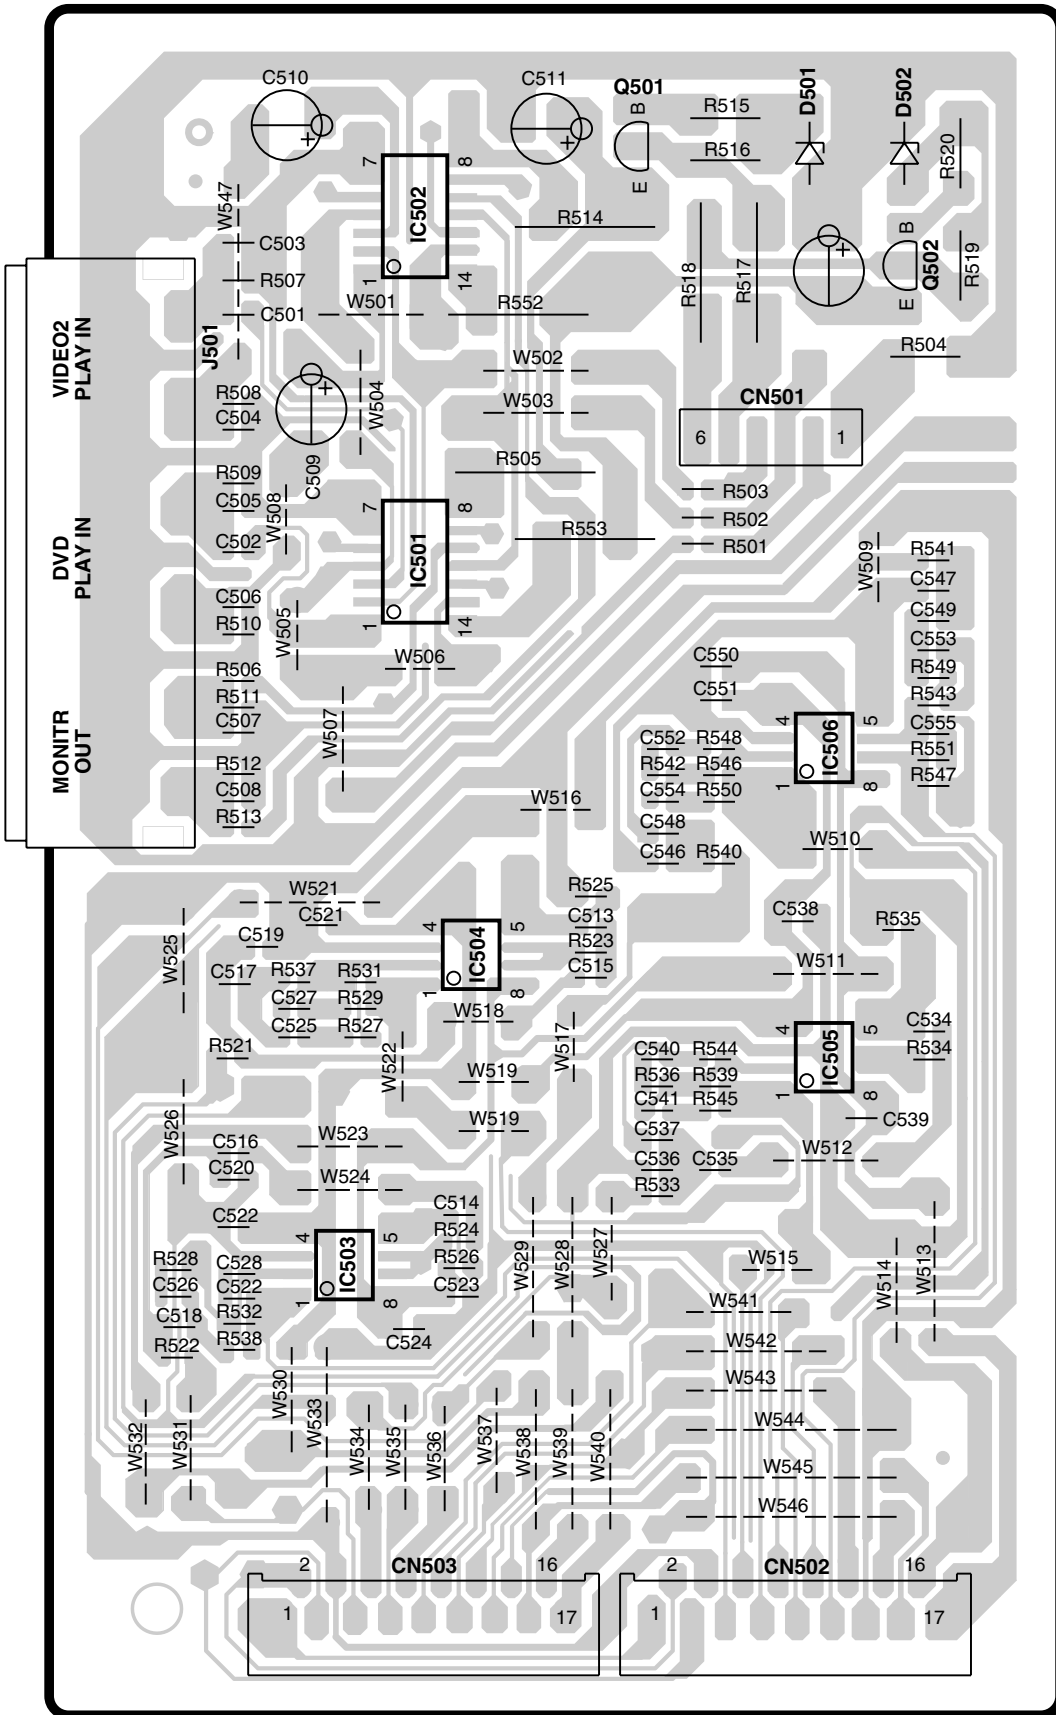 C510
C511
Q501
B
E
R515
R516
D501
D502
R520
7
8
IC502
1
14
W547
C503
R507
C501
W501
R552
R514
R518
R517
B
E
Q502
R519
VIDEO2
PLAY IN
J501
R504
W502
W503
W504
R508
C504
C509
CN501
6
1
R505
R503
R502
R501
R509
C505
W508
C502
DVD
PLAY IN
7
8
IC501
1
14
R553
W509
R541
C547
C549
C553
R549
R543
C555
R551
R547
C506
R510
W505
W506
R506
R511
C507
W507
C550
C551
MONITR
OUT
R512
C508
R513
C552
R548
R542
R546
C554
R550
C548
C546
R540
4
5
IC506
1
8
W516
W510
W521
C521
R525
C513
R523
C515
C538
R535
W525
C519
C517
R537
R531
C527
R529
C525
R527
4
5
IC504
1
8
W511
W518
W517
R521
W522
W519
W519
C540
R544
R536
R539
C541
R545
C537
C536
C535
R533
4
5
IC505
1
8
C534
R534
C539
W512
W526
C516
C520
W523
W524
C522
4
5
IC503
1
8
C514
R524
R526
C523
C524
R528
C528
C526
C522
C518
R532
R522
R538
W529
W528
W527
W515
W514
W513
W541
W542
W543
W544
W545
W546
W530
W533
W532
W531
W534
W535
W536
W537
W538
W539
W540
2
CN503
16
1
17
2
CN502
16
1
17
+
+
+
+